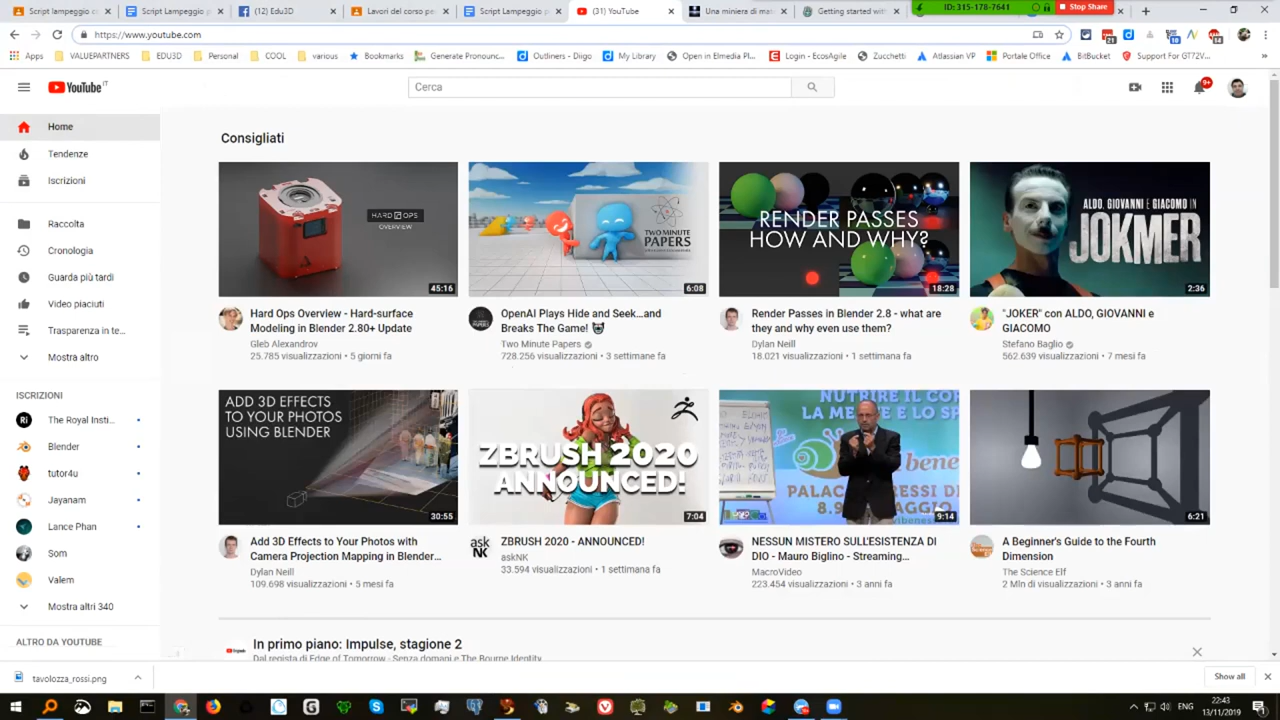 Script lampeggio c
Script Lampeggio p
(12) Edu3D
Lavori del corso pe
Script Lampeggio p
(31) YouTube
Una miniera di ma
Getting started with
ID: 315-178-7641
Stop Share
https://www.youtube.com
21
10
14
Apps
VALUEPARTNERS
EDU3D
Personal
COOL
various
Bookmarks
Generate Pronounc...
Outliners - Diigo
My Library
Open in Elmedia Pl...
Login - EcosAgile
Zucchetti
Atlassian VP
Portale Office
BitBucket
Support For GT72V...
YouTube IT
Cerca
9+
Home
Tendenze
Iscrizioni
Raccolta
Cronologia
Guarda più tardi
Video piaciuti
Trasparenza in te...
Mostra altro
ISCRIZIONI
The Royal Insti...
Blender
tutor4u
Jayanam
Lance Phan
Som
Valem
Mostra altri 340
ALTRO DA YOUTUBE
Consigliati
HARD OPS
OVERVIEW
45:16
Hard Ops Overview - Hard-surface
Modeling in Blender 2.80+ Update
Gleb Alexandrov
25.785 visualizzazioni • 5 giorni fa
TWO MINUTE
PAPERS
6:08
OpenAI Plays Hide and Seek…and
Breaks The Game!
Two Minute Papers
728.256 visualizzazioni • 3 settimane fa
RENDER PASSES
HOW AND WHY?
18:28
Render Passes in Blender 2.8 - what are
they and why even use them?
Dylan Neill
18.021 visualizzazioni • 1 settimana fa
ALDO, GIOVANNI E GIACOMO IN
JOKMER
2:36
"JOKER" con ALDO, GIOVANNI e
GIACOMO
Stefano Baglio
562.639 visualizzazioni • 7 mesi fa
ADD 3D EFFECTS
TO YOUR PHOTOS
USING BLENDER
30:55
Add 3D Effects to Your Photos with
Camera Projection Mapping in Blender...
Dylan Neill
109.698 visualizzazioni • 5 mesi fa
ZBRUSH 2020
ANNOUNCED!
7:04
ask
NK
ZBRUSH 2020 - ANNOUNCED!
askNK
33.594 visualizzazioni • 1 settimana fa
NUTRIRE IL CO
LA ME E E LO SP
benes
PALAC RESSI DI
8.9 AGGIO
9:14
NESSUN MISTERO SULL'ESISTENZA DI
DIO - Mauro Biglino - Streaming...
MacroVideo
223.454 visualizzazioni • 3 anni fa
6:21
A Beginner's Guide to the Fourth
Dimension
The Science Elf
2 Mln di visualizzazioni • 3 anni fa
In primo piano: Impulse, stagione 2
Dal regista di Edge of Tomorrow - Senza domani e The Bourne Identity
tavolozza_rossi.png
Show all
ENG
22:43
13/11/2019
1